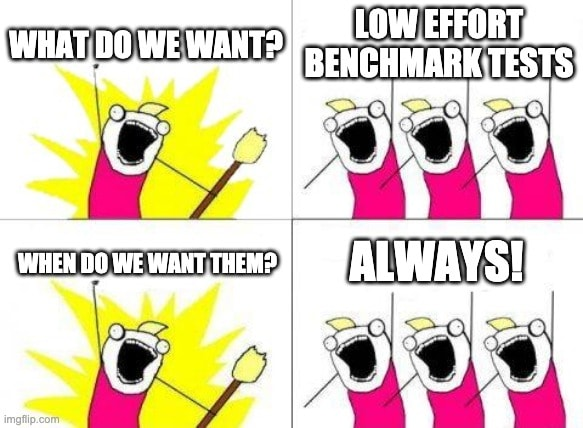 WHAT DO WE WANT?
LOW EFFORT
BENCHMARK TESTS
WHEN DO WE WANT THEM?
ALWAYS!
imgflip.com